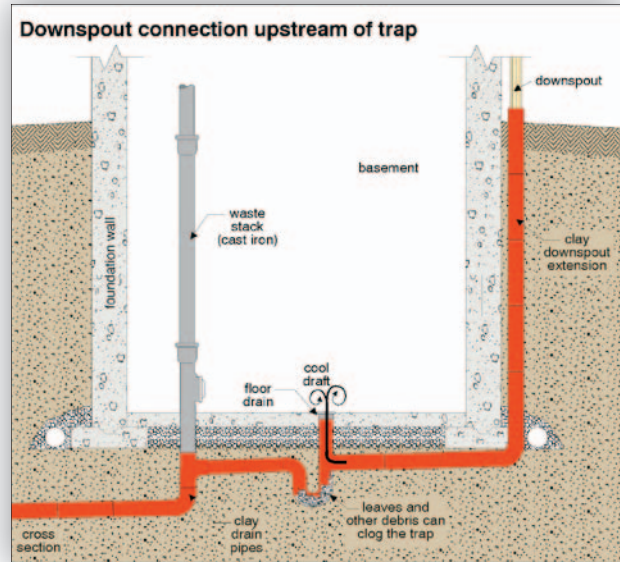 Downspout connection upstream of trap
downspout
basement
waste
stack
(cast iron)
foundation wall
clay
downspout
extension
cool
draft
floor
drain
leaves and
other debris can
clog the trap
clay
drain
pipes
cross
section